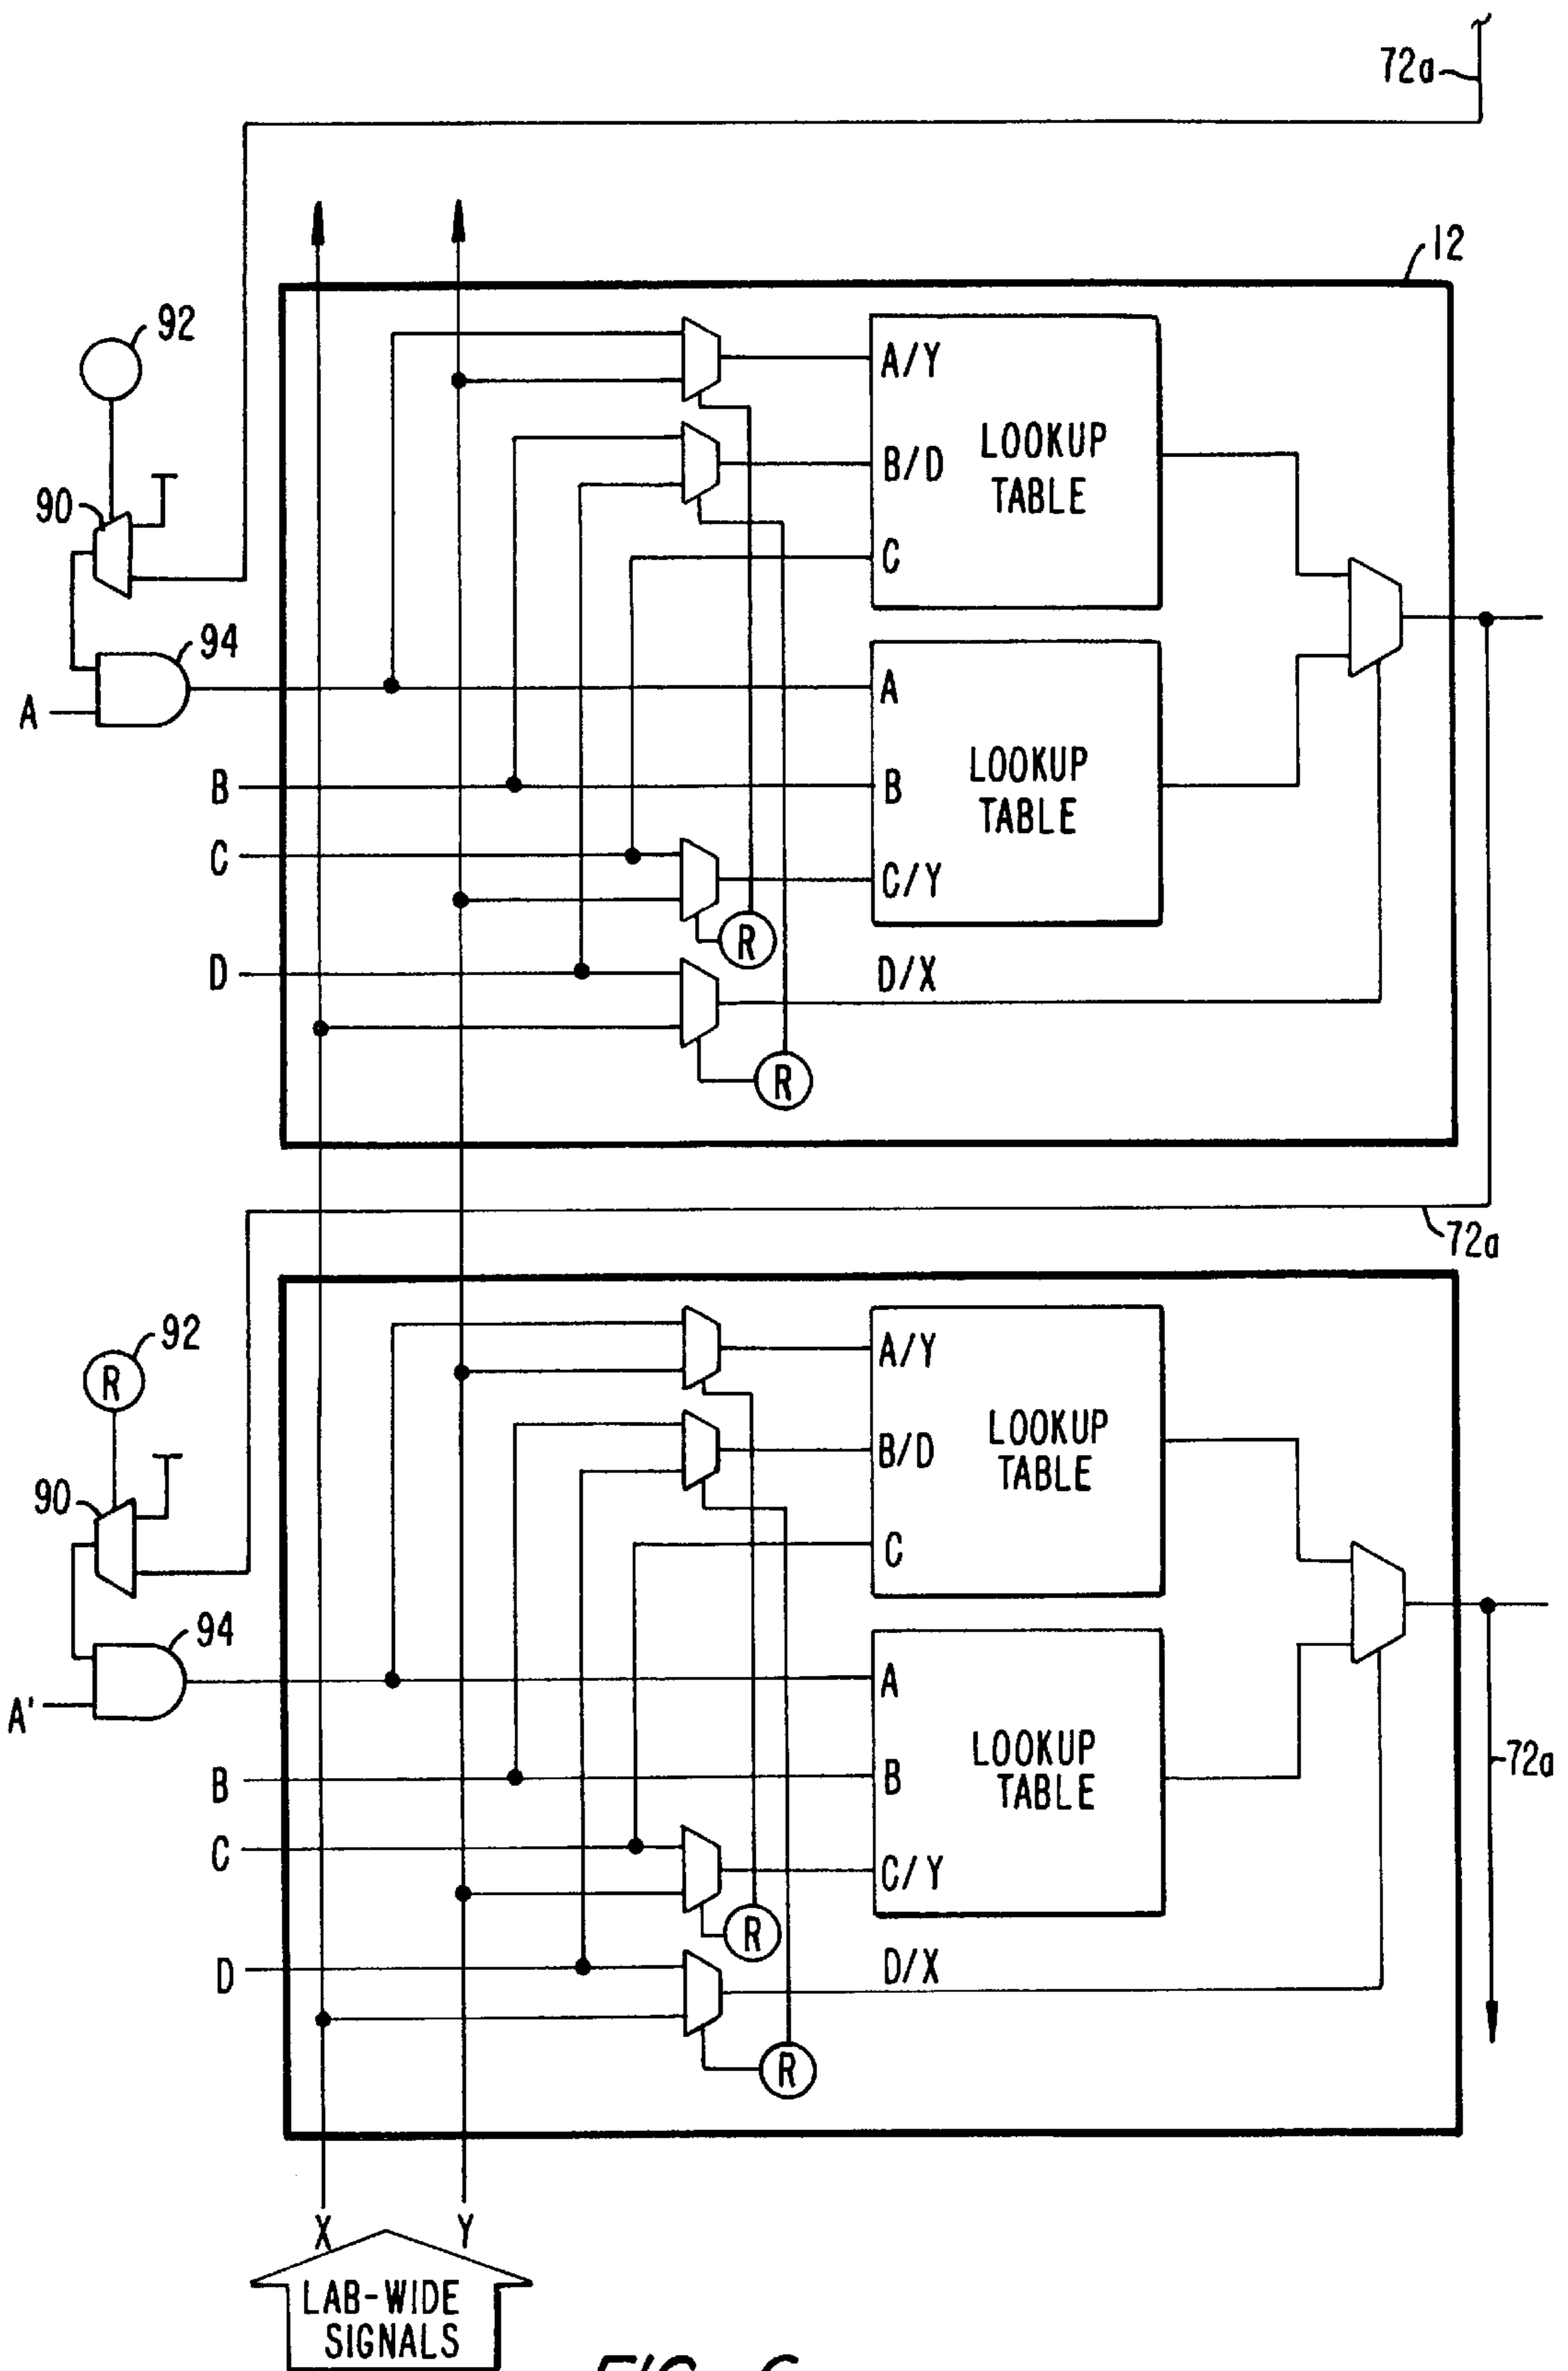 72a
12
92
A/Y
B/D
LOOKUP
TABLE
90
C
94
A
A
B
LOOKUP
TABLE
B
C
C/Y
R
D
D/X
R
72a
92
R
A/Y
B/D
LOOKUP
TABLE
90
C
94
A
A'
B
LOOKUP
TABLE
B
72a
C
C/Y
R
D
D/X
R
X
Y
LAB-WIDE
SIGNALS